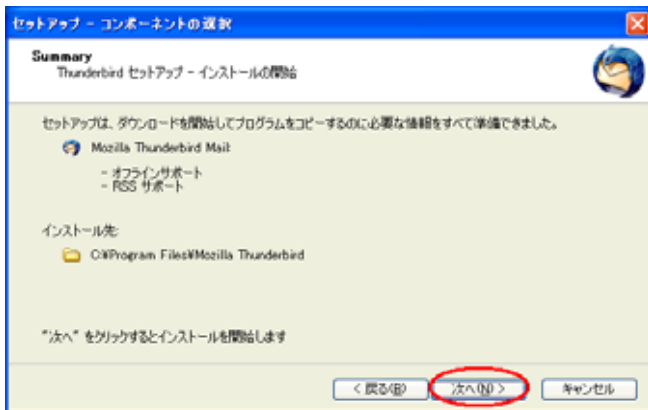 セットアップ - コンポーネントの選択
Summary
Thunderbird セットアップ - インストールの開始
セットアップは、ダウンロードを開始してプログラムをコピーするのに必要な情報をすべて準備できました。
Mozilla Thunderbird Mail:
- オフラインサポート
- RSS サポート
インストール先:
C:¥Program Files¥Mozilla Thunderbird
"次へ" をクリックするとインストールを開始します
< 戻る(B) 次へ(N) > キャンセル